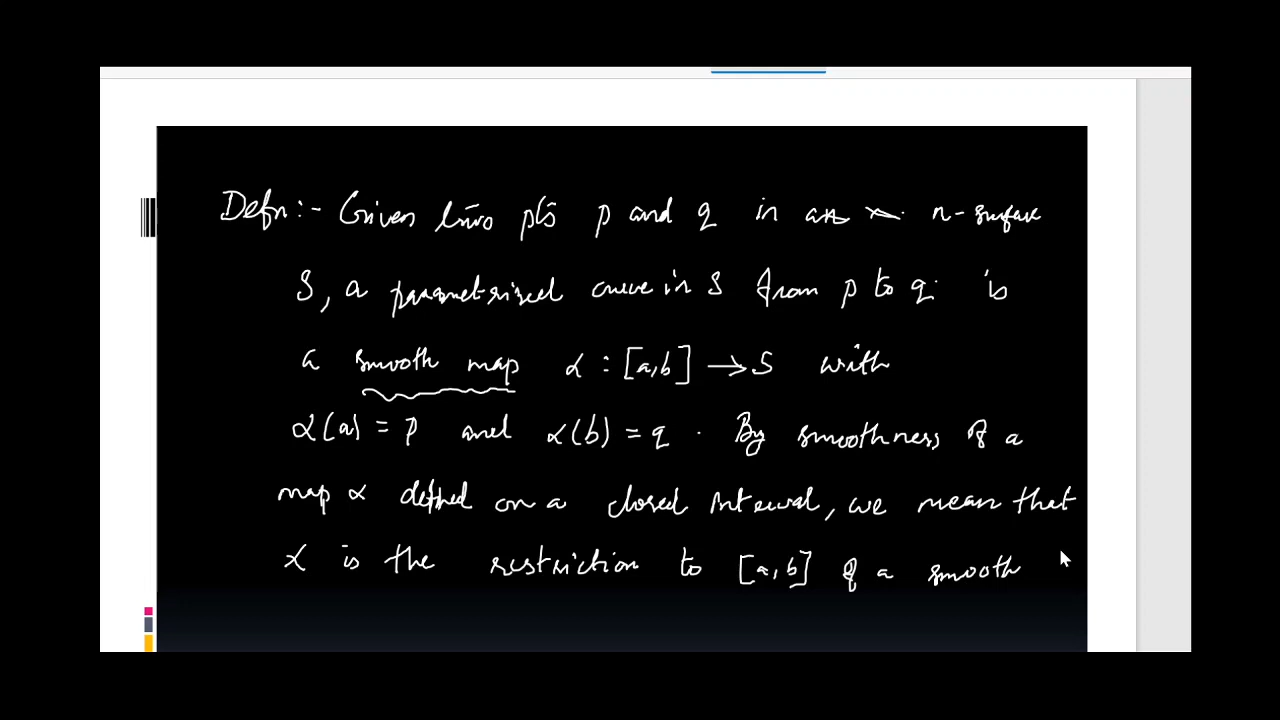 Defn :- Given two pts p and q in an n-surface
S, a parametrized curve in S from p to q is
a smooth map α : [a,b] → S with
α(a) = p and α(b) = q . By smoothness of a
map α defined on a closed interval, we mean that
α is the restriction to [a,b] of a smooth